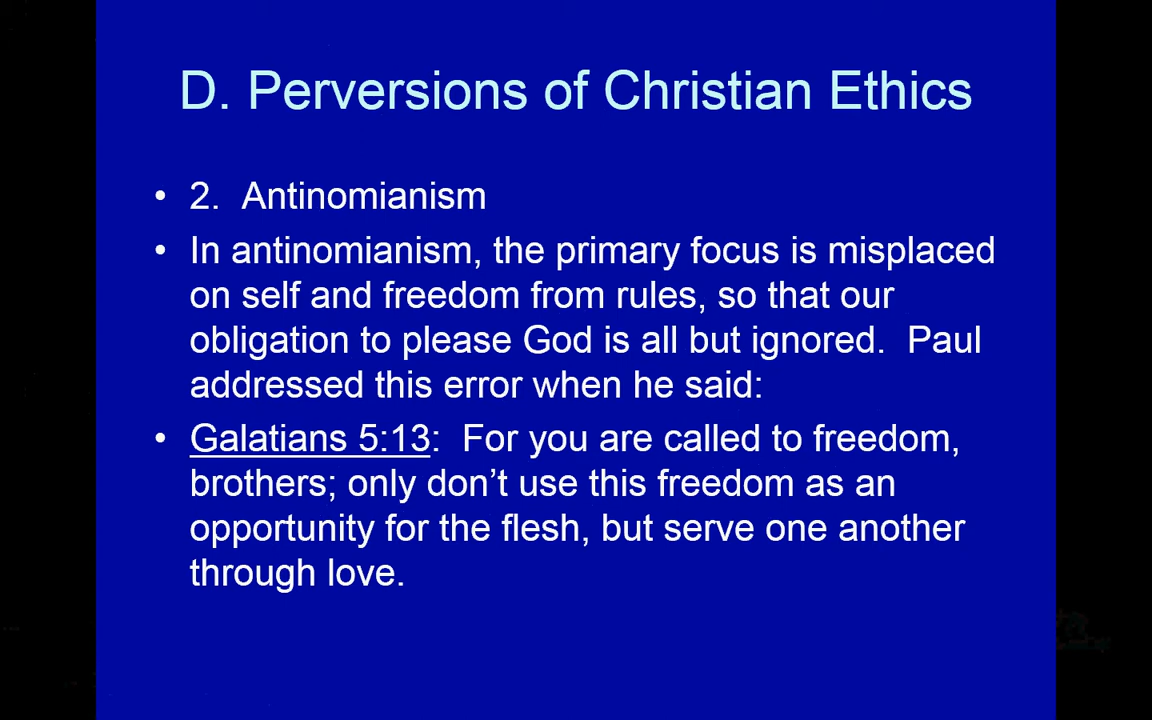 D. Perversions of Christian Ethics
• 2. Antinomianism
• In antinomianism, the primary focus is misplaced
on self and freedom from rules, so that our
obligation to please God is all but ignored. Paul
addressed this error when he said:
• Galatians 5:13: For you are called to freedom,
brothers; only don’t use this freedom as an
opportunity for the flesh, but serve one another
through love.